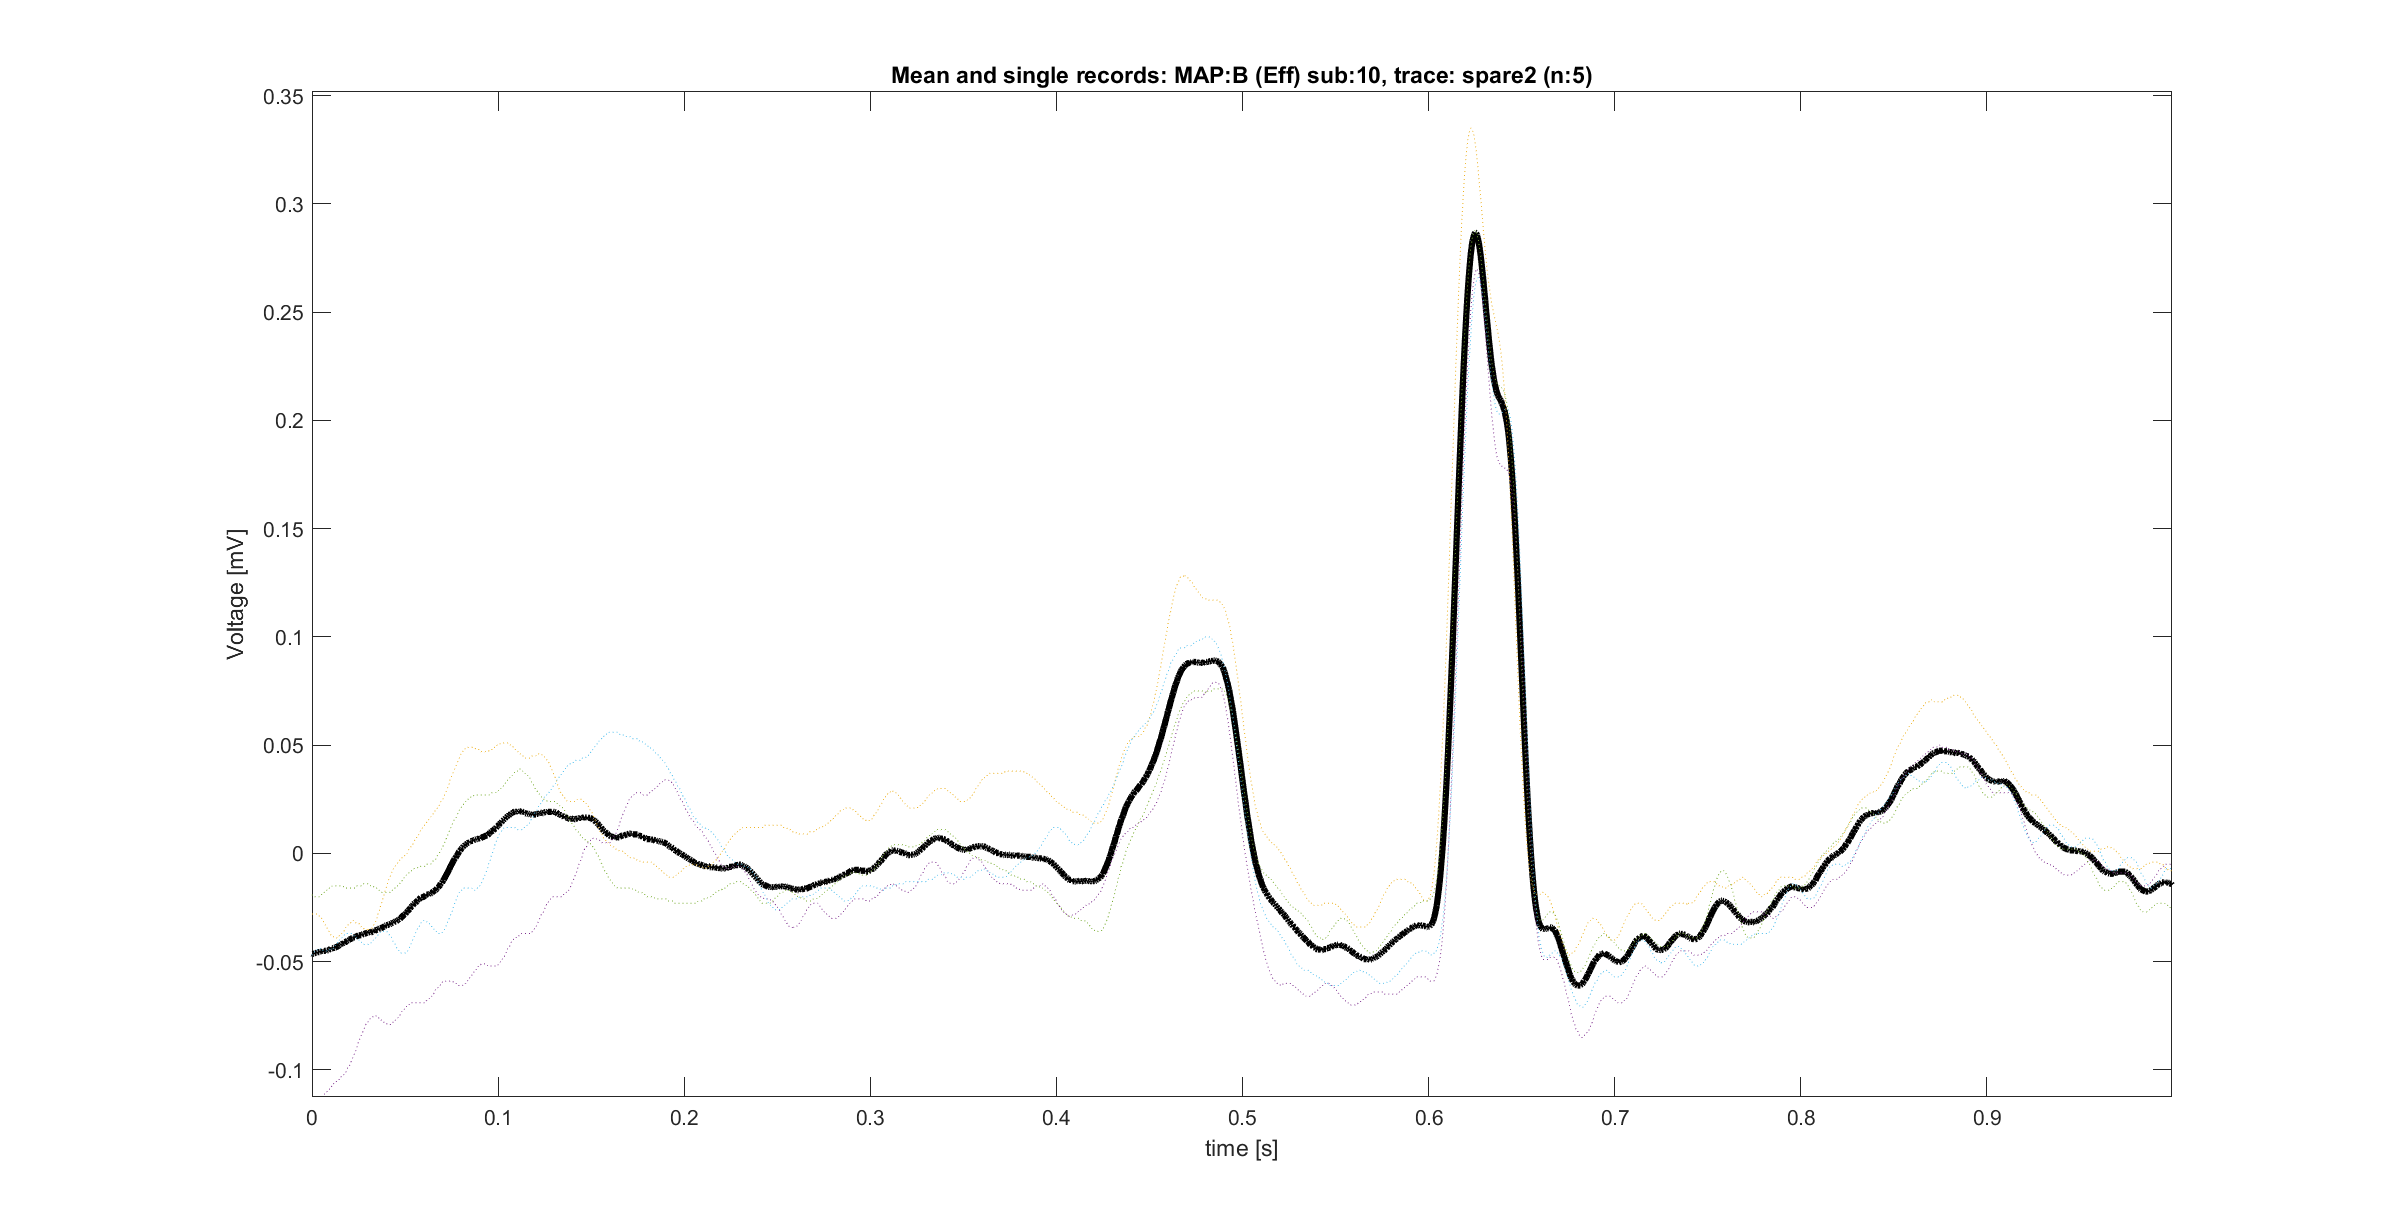 Mean and single records: MAP:B (Eff) sub:10, trace: spare2 (n:5)
0.35
0.3
0.25
0.2
0.15
0.1
0.05
0
-0.05
-0.1
Voltage [mV]
0 0.1 0.2 0.3 0.4 0.5 0.6 0.7 0.8 0.9
time [s]